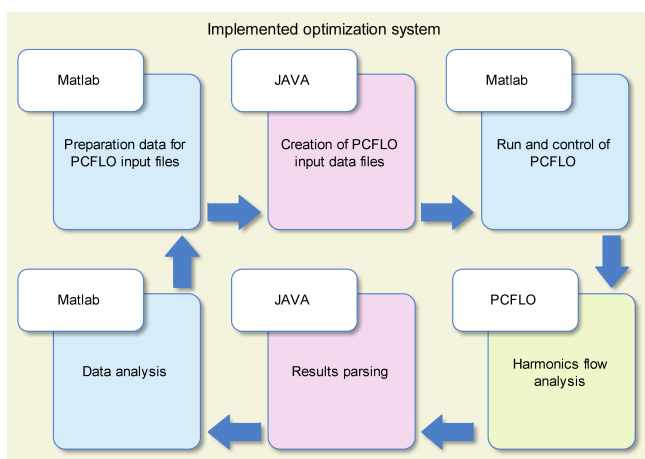 Implemented optimization system
Matlab
Preparation data for
PCFLO input files
JAVA
Creation of PCFLO
input data files
Matlab
Run and control of
PCFLO
Matlab
Data analysis
JAVA
Results parsing
PCFLO
Harmonics flow
analysis